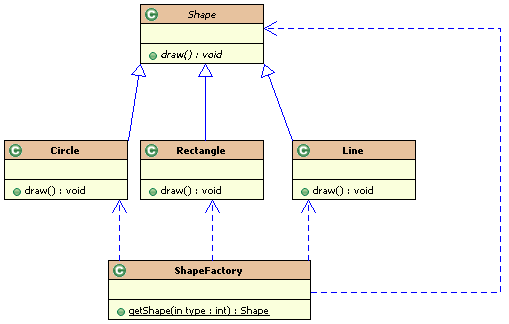 Shape
draw() : void
Circle
Rectangle
Line
draw() : void
draw() : void
draw() : void
ShapeFactory
getShape(in type : int) : Shape